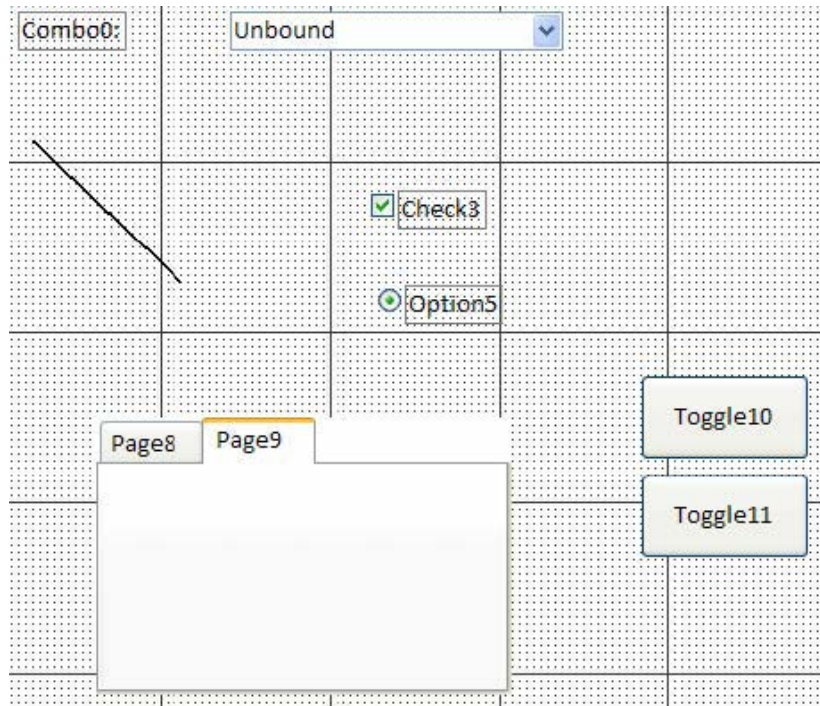 Combo0:
Unbound
Check3
Option5
Page8
Page9
Toggle10
Toggle11